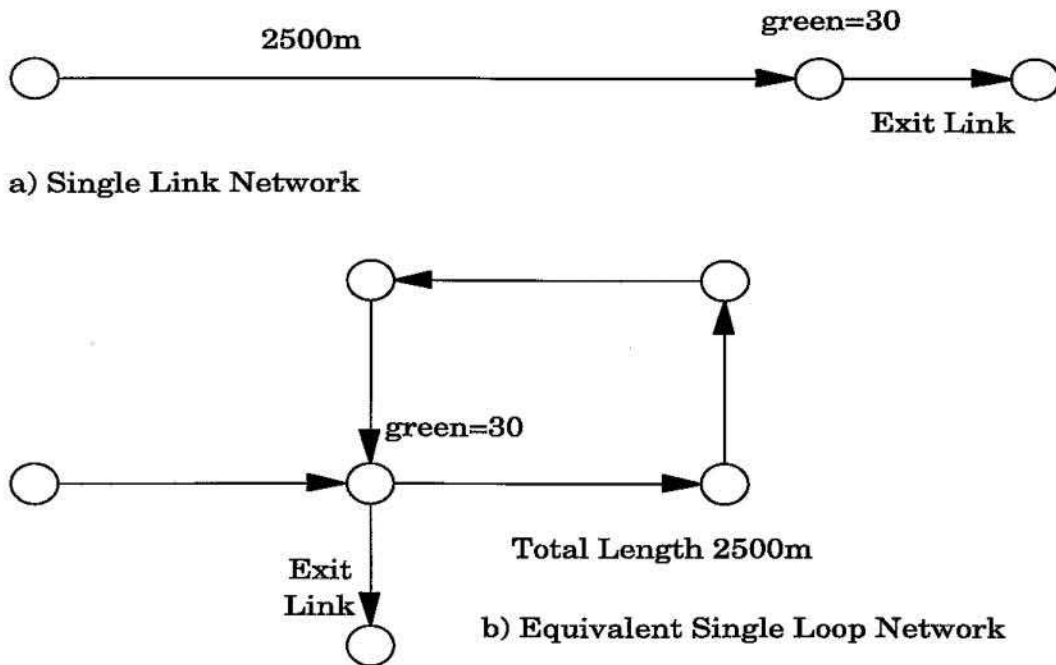 green=30
2500m
Exit Link
a) Single Link Network
green=30
Total Length 2500m
Exit
Link
b) Equivalent Single Loop Network